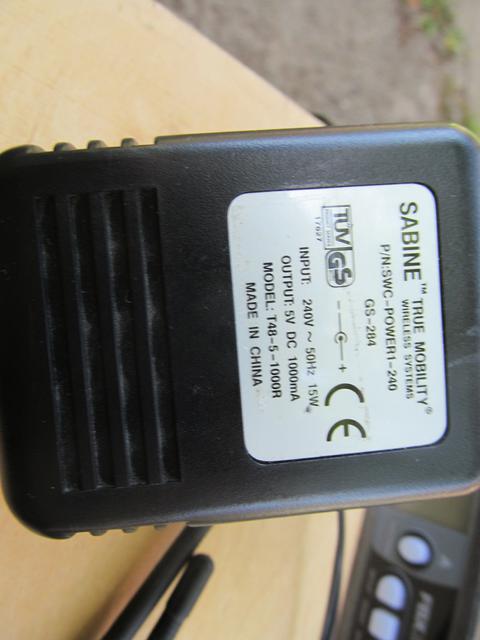 SABINE™ TRUE MOBILITY®
WIRELESS SYSTEMS
P/N:SWC-POWER1-240
GS-284
TÜV GS
17627
- C +
CE
INPUT: 240V ~ 50Hz 15W
OUTPUT: 5V DC 1000mA
MODEL: T48-5-1000R
MADE IN CHINA